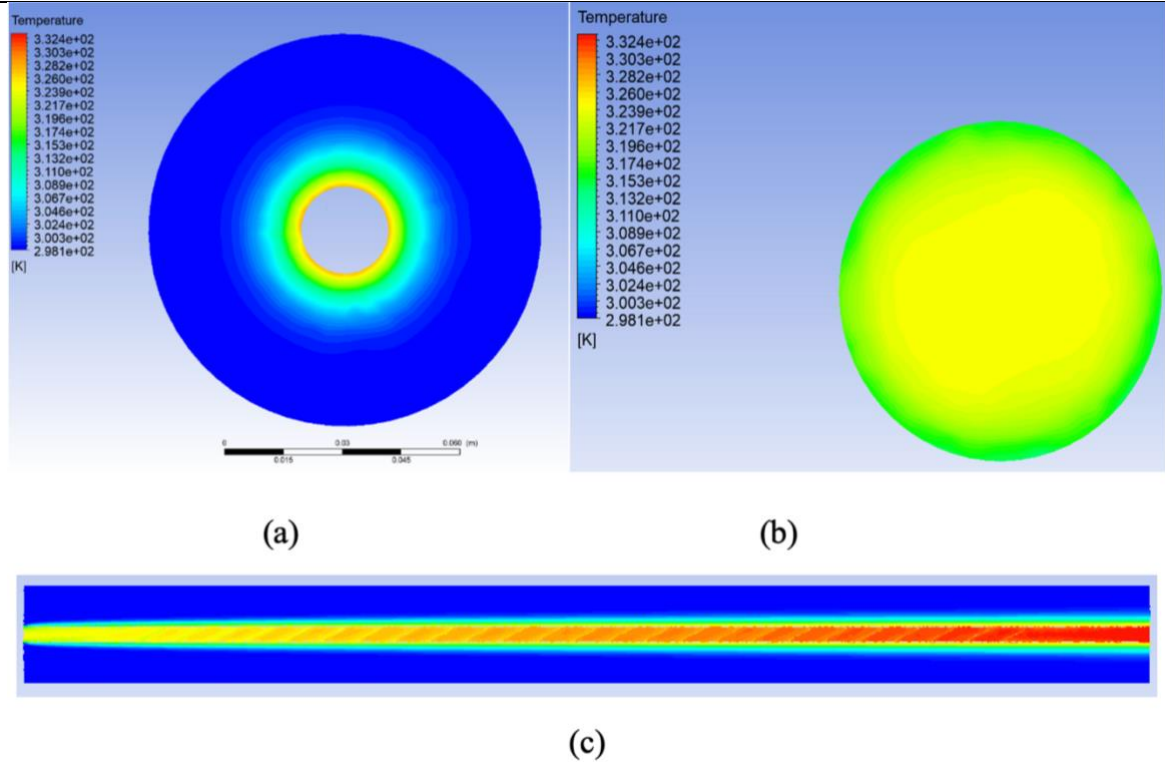 Temperature
3.324e+02
3.303e+02
3.282e+02
3.260e+02
3.239e+02
3.217e+02
3.196e+02
3.174e+02
3.153e+02
3.132e+02
3.110e+02
3.089e+02
3.067e+02
3.046e+02
3.024e+02
3.003e+02
2.981e+02
[K]
0 0.03 0.060 (m)
0.015 0.045
Temperature
3.324e+02
3.303e+02
3.282e+02
3.260e+02
3.239e+02
3.217e+02
3.196e+02
3.174e+02
3.153e+02
3.132e+02
3.110e+02
3.089e+02
3.067e+02
3.046e+02
3.024e+02
3.003e+02
2.981e+02
[K]
(a)
(b)
(c)